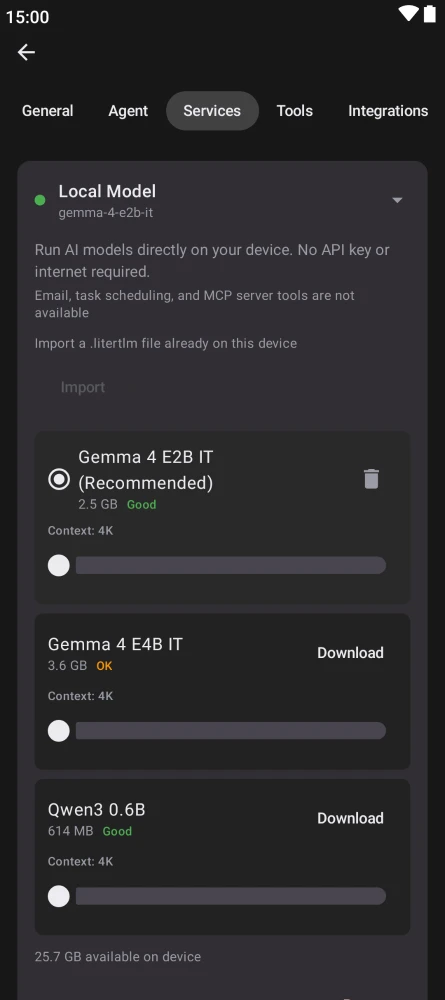 15:00
General Agent Services Tools Integrations
Local Model
gemma-4-e2b-it
Run AI models directly on your device. No API key or
internet required.
Email, task scheduling, and MCP server tools are not
available
Import a .litertlm file already on this device
Import
Gemma 4 E2B IT
(Recommended)
2.5 GB Good
Context: 4K
Gemma 4 E4B IT
3.6 GB OK
Download
Context: 4K
Qwen3 0.6B
614 MB Good
Download
Context: 4K
25.7 GB available on device